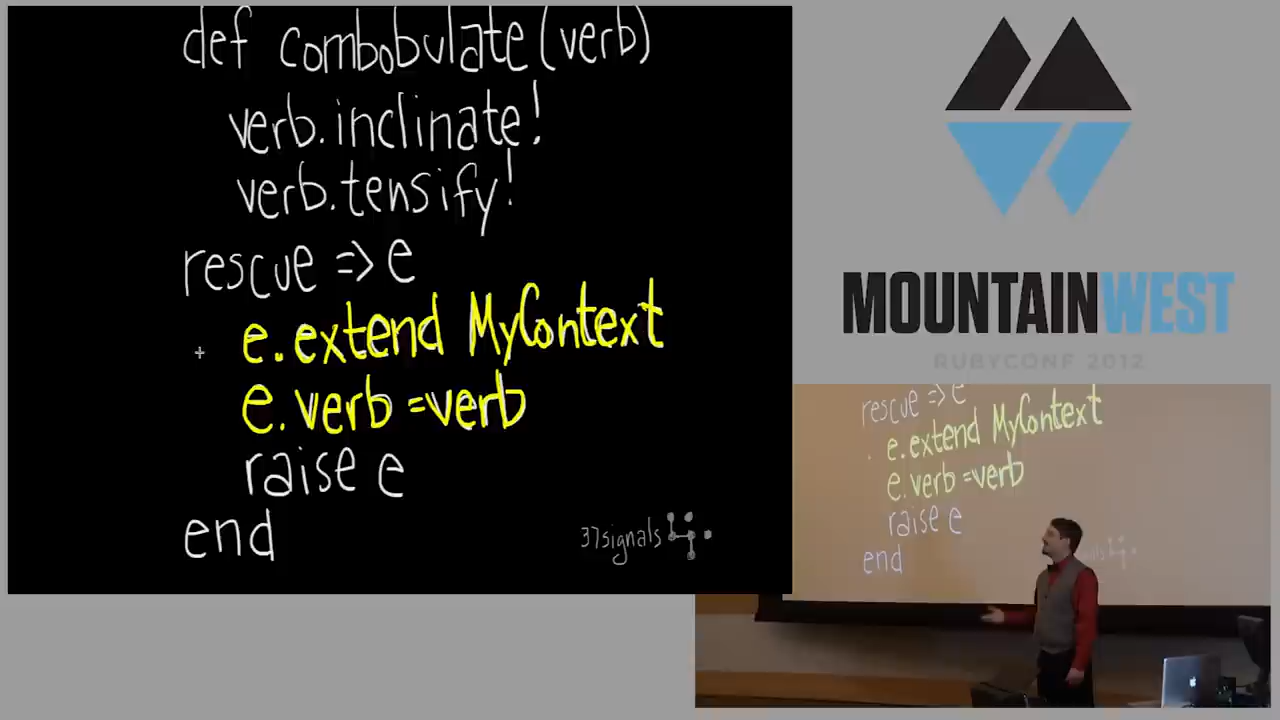 def combobulate(verb)
verb.inclinate!
verb.tensify!
rescue => e
e.extend MyContext
e.verb =verb
raise e
end
37signals
MOUNTAINWEST
RUBYCONF 2012
rescue => e
e.extend MyContext
e.verb =verb
raise e
end